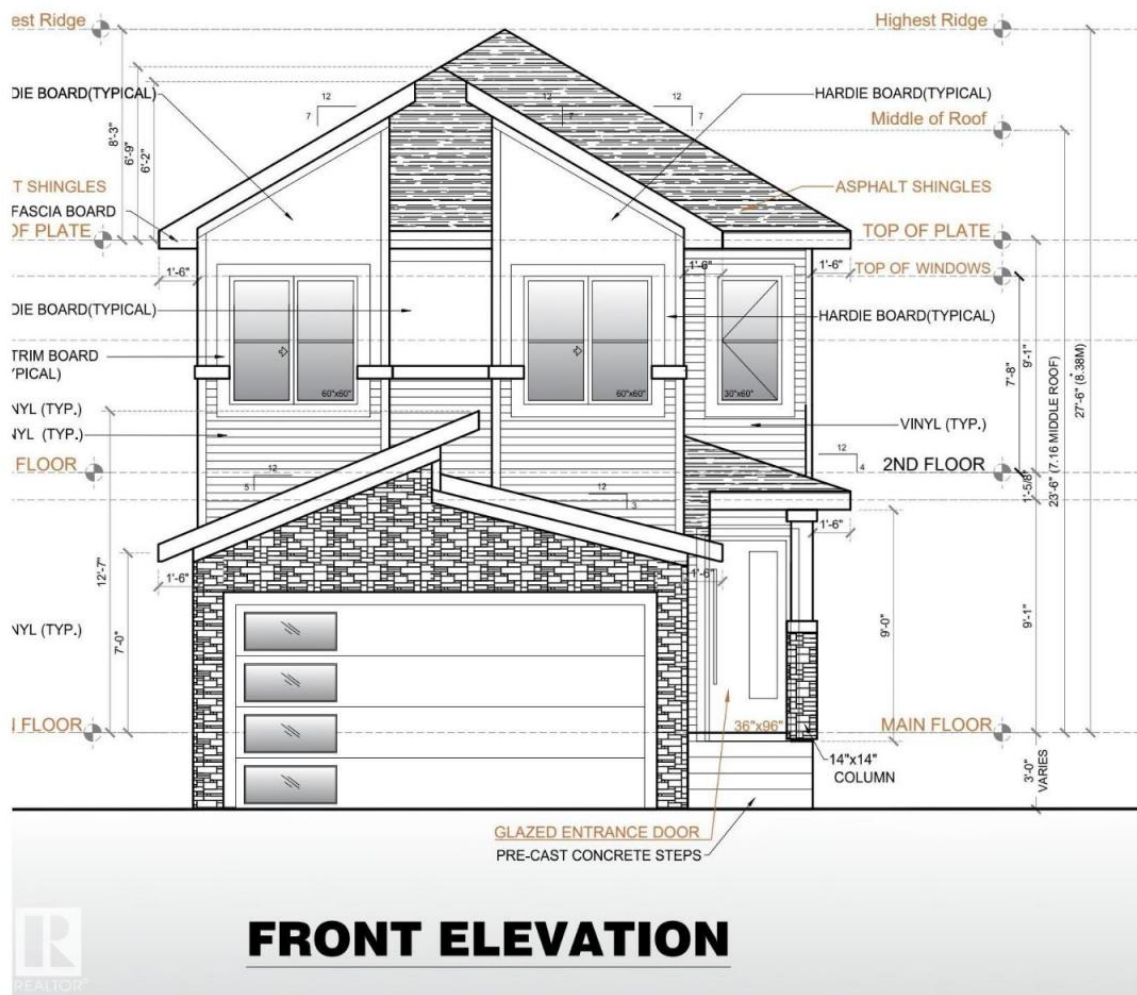 est Ridge
Highest Ridge
DIE BOARD(TYPICAL)
12
7
12
7
12
7
HARDIE BOARD(TYPICAL)
Middle of Roof
8'-3"
6'-9"
6'-2"
T SHINGLES
ASPHALT SHINGLES
FASCIA BOARD
OF PLATE
TOP OF PLATE
1'-6"
1'-6"
1'-6"
TOP OF WINDOWS
DIE BOARD(TYPICAL)
HARDIE BOARD(TYPICAL)
TRIM BOARD
YPICAL)
60"x60"
60"x60"
30"x60"
7'-8"
9'-1"
23'-6" (7.16 MIDDLE ROOF)
27'-6" (8.38M)
NYL (TYP.)
NYL (TYP.)
VINYL (TYP.)
FLOOR
12
5
12
3
12
4
2ND FLOOR
1'-5/8"
1'-6"
1'-6"
1'-6"
12'-7"
7'-0"
9'-0"
9'-1"
NYL (TYP.)
N FLOOR
36"x96"
MAIN FLOOR
14"x14"
COLUMN
3'-0"
VARIES
GLAZED ENTRANCE DOOR
PRE-CAST CONCRETE STEPS
FRONT ELEVATION
R
REALTOR®